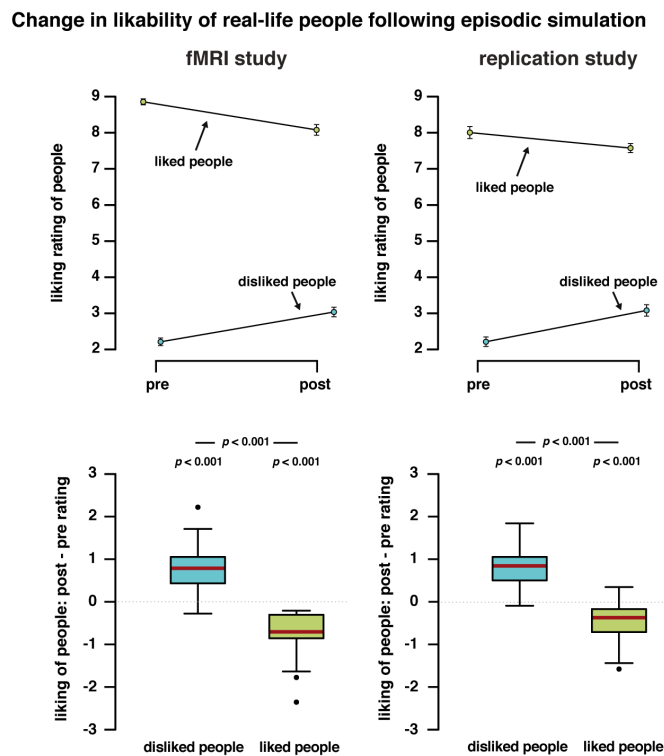 Change in likability of real-life people following episodic simulation
fMRI study
replication study
liking rating of people
9
8
7
6
5
4
3
2
liked people
disliked people
pre
post
liking rating of people
9
8
7
6
5
4
3
2
liked people
disliked people
pre
post
liking of people: post - pre rating
p < 0.001
p < 0.001
p < 0.001
3
2
1
0
-1
-2
-3
disliked people
liked people
liking of people: post - pre rating
p < 0.001
p < 0.001
p < 0.001
3
2
1
0
-1
-2
-3
disliked people
liked people